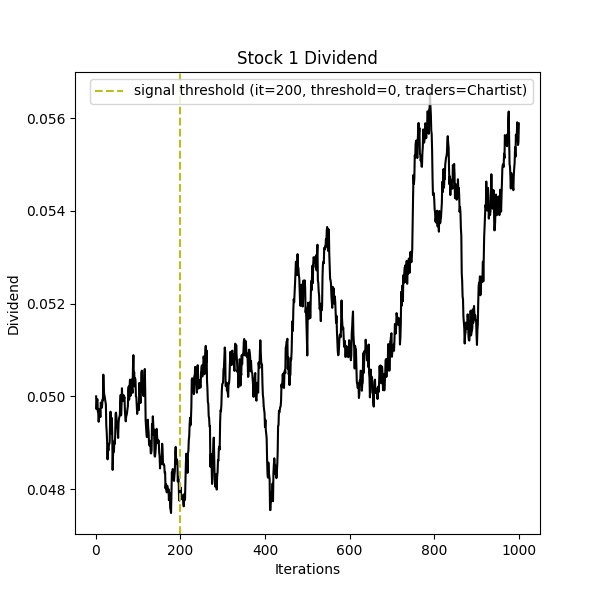 Stock 1 Dividend
signal threshold (it=200, threshold=0, traders=Chartist)
0.056
0.054
0.052
0.050
0.048
Dividend
0 200 400 600 800 1000
Iterations